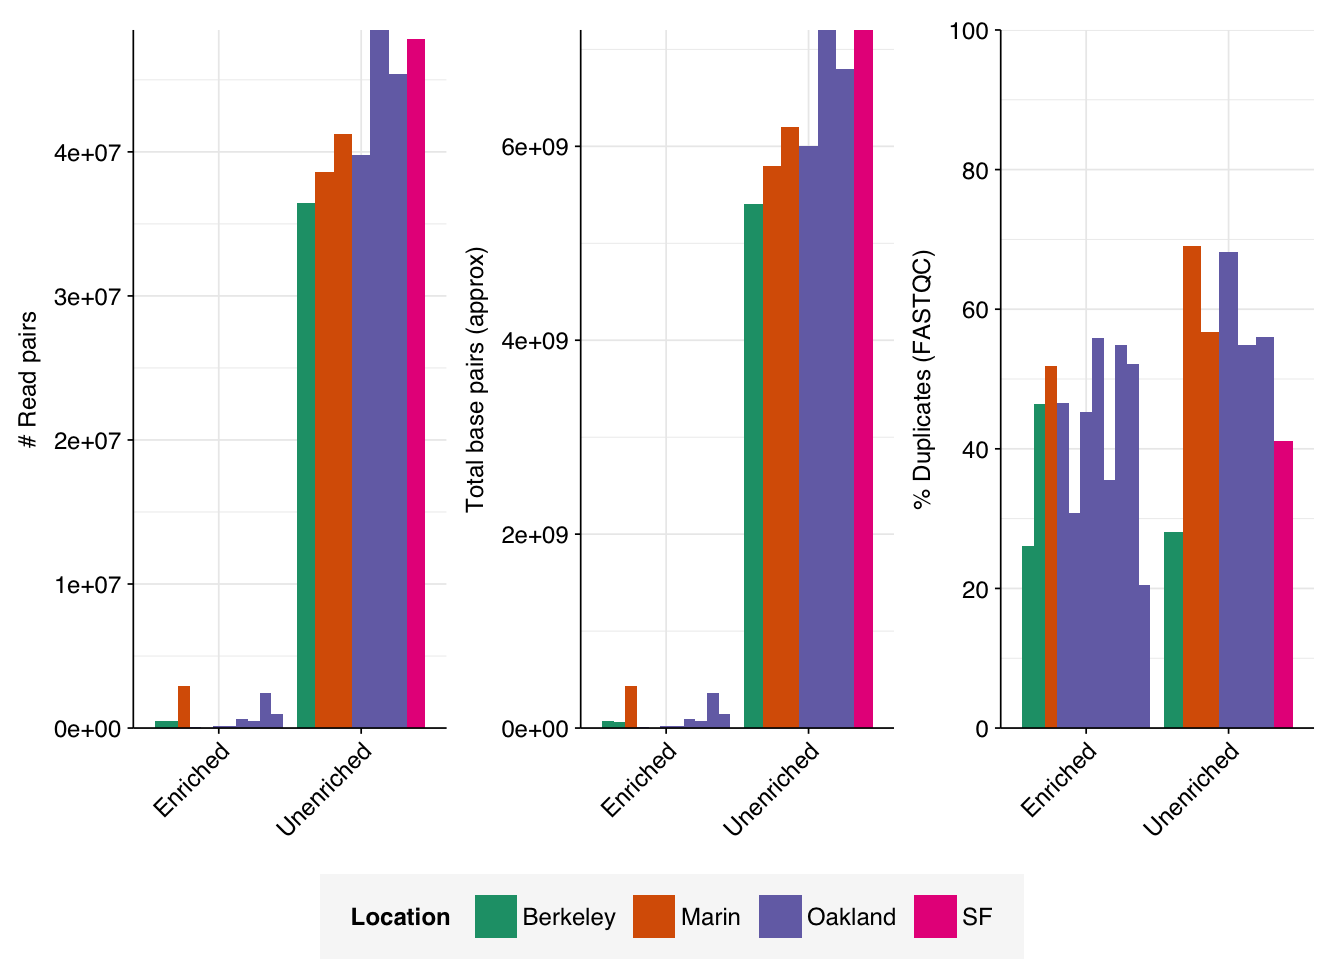 # Read pairs
4e+07
3e+07
2e+07
1e+07
0e+00
Enriched
Unenriched
Total base pairs (approx)
6e+09
4e+09
2e+09
0e+00
Enriched
Unenriched
% Duplicates (FASTQC)
100
80
60
40
20
0
Enriched
Unenriched
Location Berkeley Marin Oakland SF